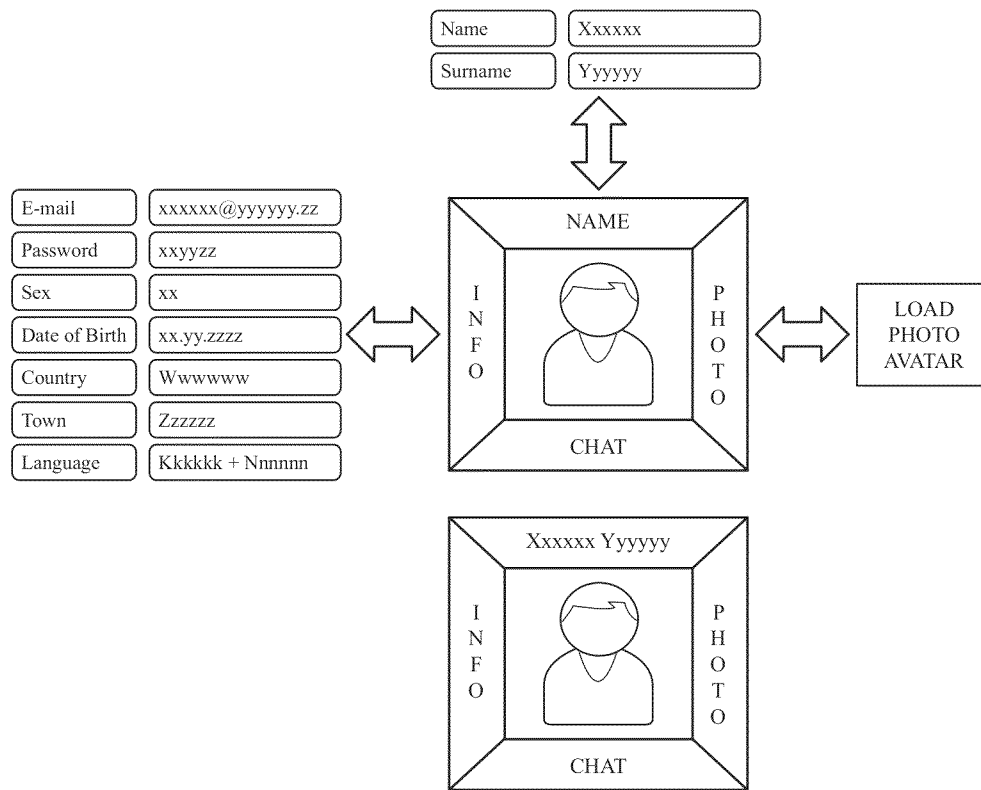 Name Xxxxxx
Surname Yyyyyy
E-mail xxxxxx@yyyyyy.zz
Password xxyyzz
Sex xx
Date of Birth xx.yy.zzzz
Country Wwwwww
Town Zzzzzz
Language Kkkkkk + Nnnnnn
NAME
INFO
PHOTO
CHAT
LOAD
PHOTO
AVATAR
Xxxxxx Yyyyyy
INFO
PHOTO
CHAT